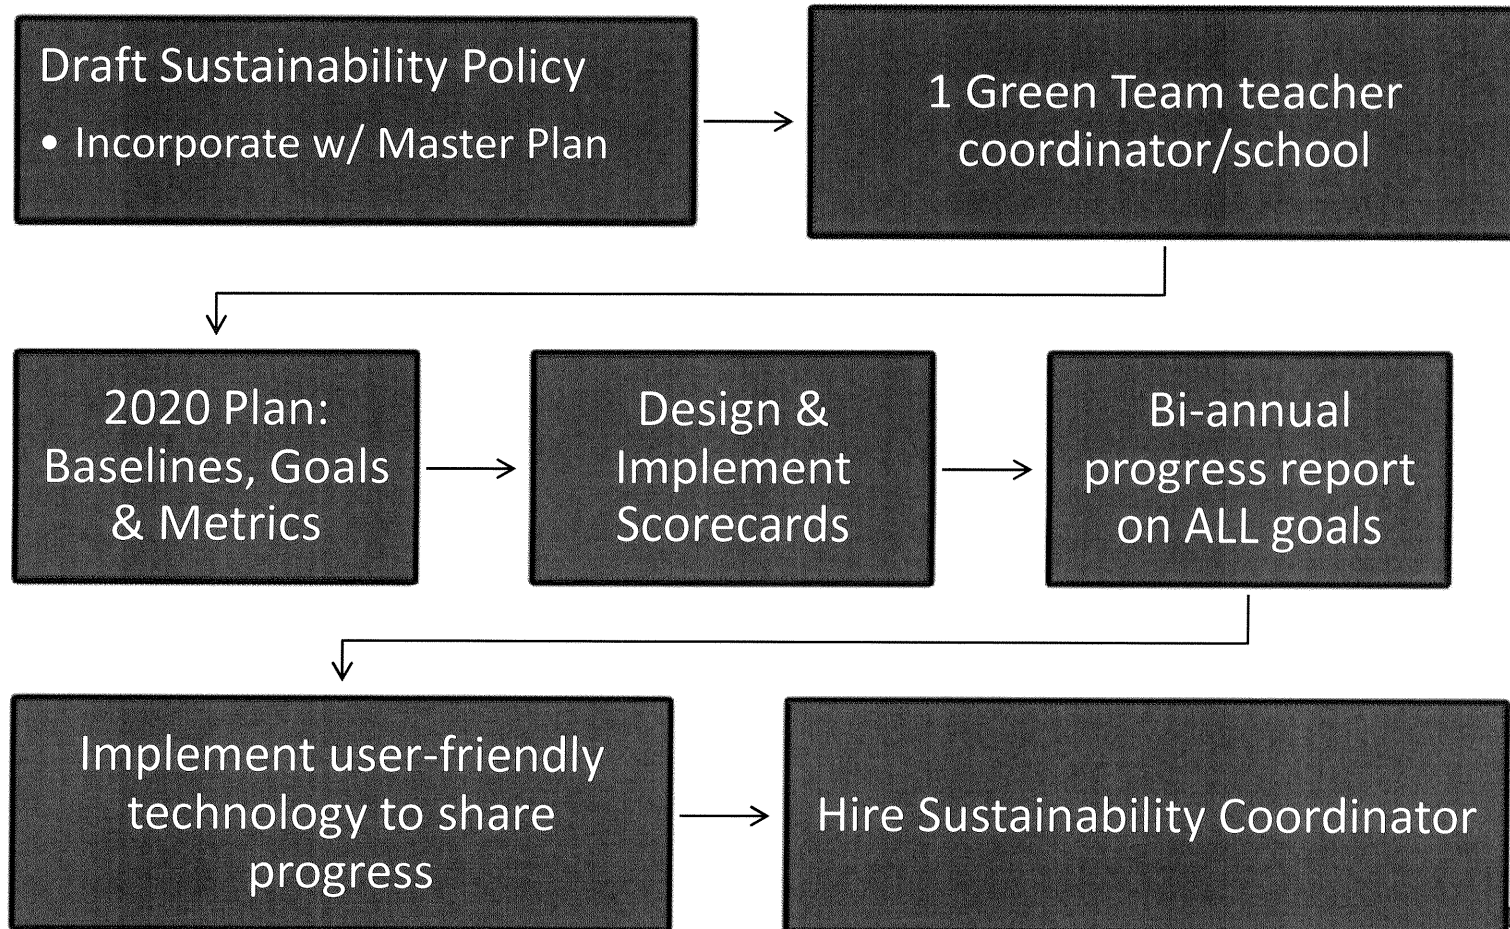 Draft Sustainability Policy
• Incorporate w/ Master Plan
1 Green Team teacher
coordinator/school
2020 Plan:
Baselines, Goals
& Metrics
Design &
Implement
Scorecards
Bi-annual
progress report
on ALL goals
Implement user-friendly
technology to share
progress
Hire Sustainability Coordinator